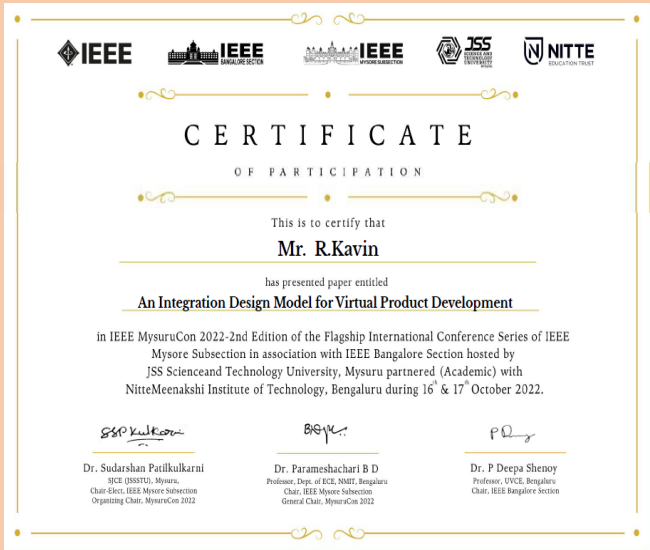 IEEE
IEEE
BANGALORE SECTION
IEEE
MYSORE SUBSECTION
JSS
SCIENCE AND
TECHNOLOGY
UNIVERSITY
NITTE
EDUCATION TRUST
CERTIFICATE
OF PARTICIPATION
This is to certify that
Mr. R.Kavin
has presented paper entitled
An Integration Design Model for Virtual Product Development
in IEEE MysuruCon 2022-2nd Edition of the Flagship International Conference Series of IEEE
Mysore Subsection in association with IEEE Bangalore Section hosted by
JSS Scienceand Technology University, Mysuru partnered (Academic) with
NitteMeenakshi Institute of Technology, Bengaluru during 16th & 17th October 2022.
SSPKulkarni
Dr. Sudarshan Patilkulkarni
SJCE (JSSSTU), Mysuru,
Chair-Elect, IEEE Mysore Subsection
Organizing Chair, MysuruCon 2022
Dr. Parameshachari B D
Professor, Dept. of ECE, NMIT, Bengaluru
Chair, IEEE Mysore Subsection
General Chair, MysuruCon 2022
Dr. P Deepa Shenoy
Professor, UVCE, Bengaluru
Chair, IEEE Bangalore Section